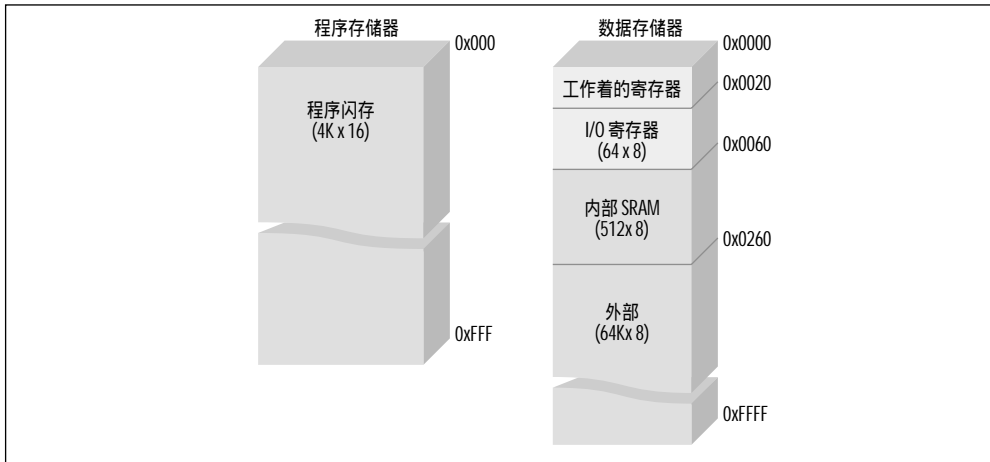 程序存储器
0x000
程序闪存
(4K x 16)
0xFFF
数据存储器
0x0000
工作着的寄存器
0x0020
I/O 寄存器
(64 x 8)
0x0060
内部 SRAM
(512x 8)
0x0260
外部
(64Kx 8)
0xFFFF